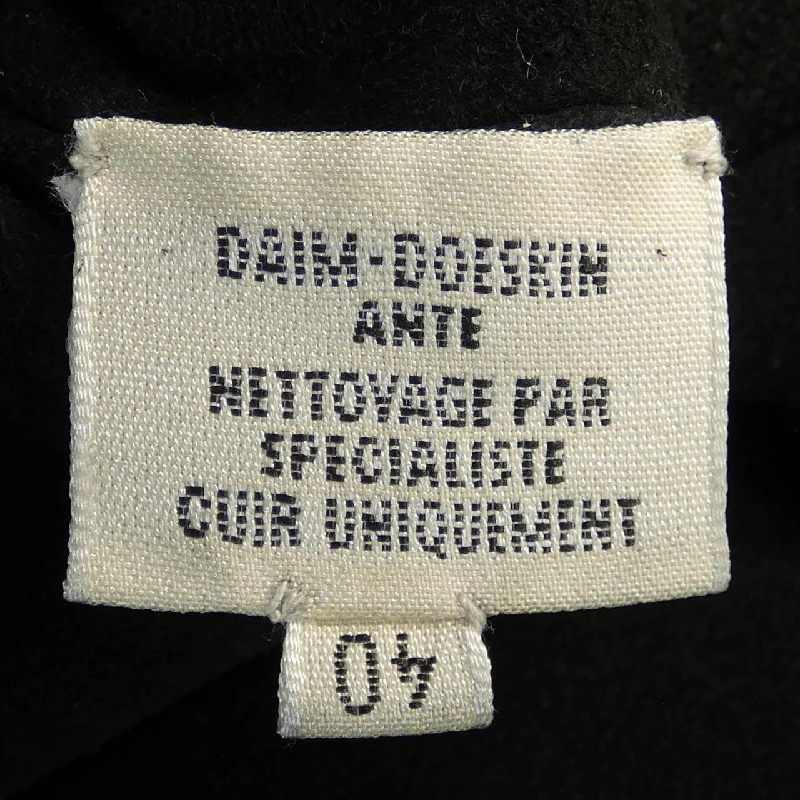 DAIM-DOESKIN
ANTE
NETTOYAGE PAR
SPECIALISTE
CUIR UNIQUEMENT
40